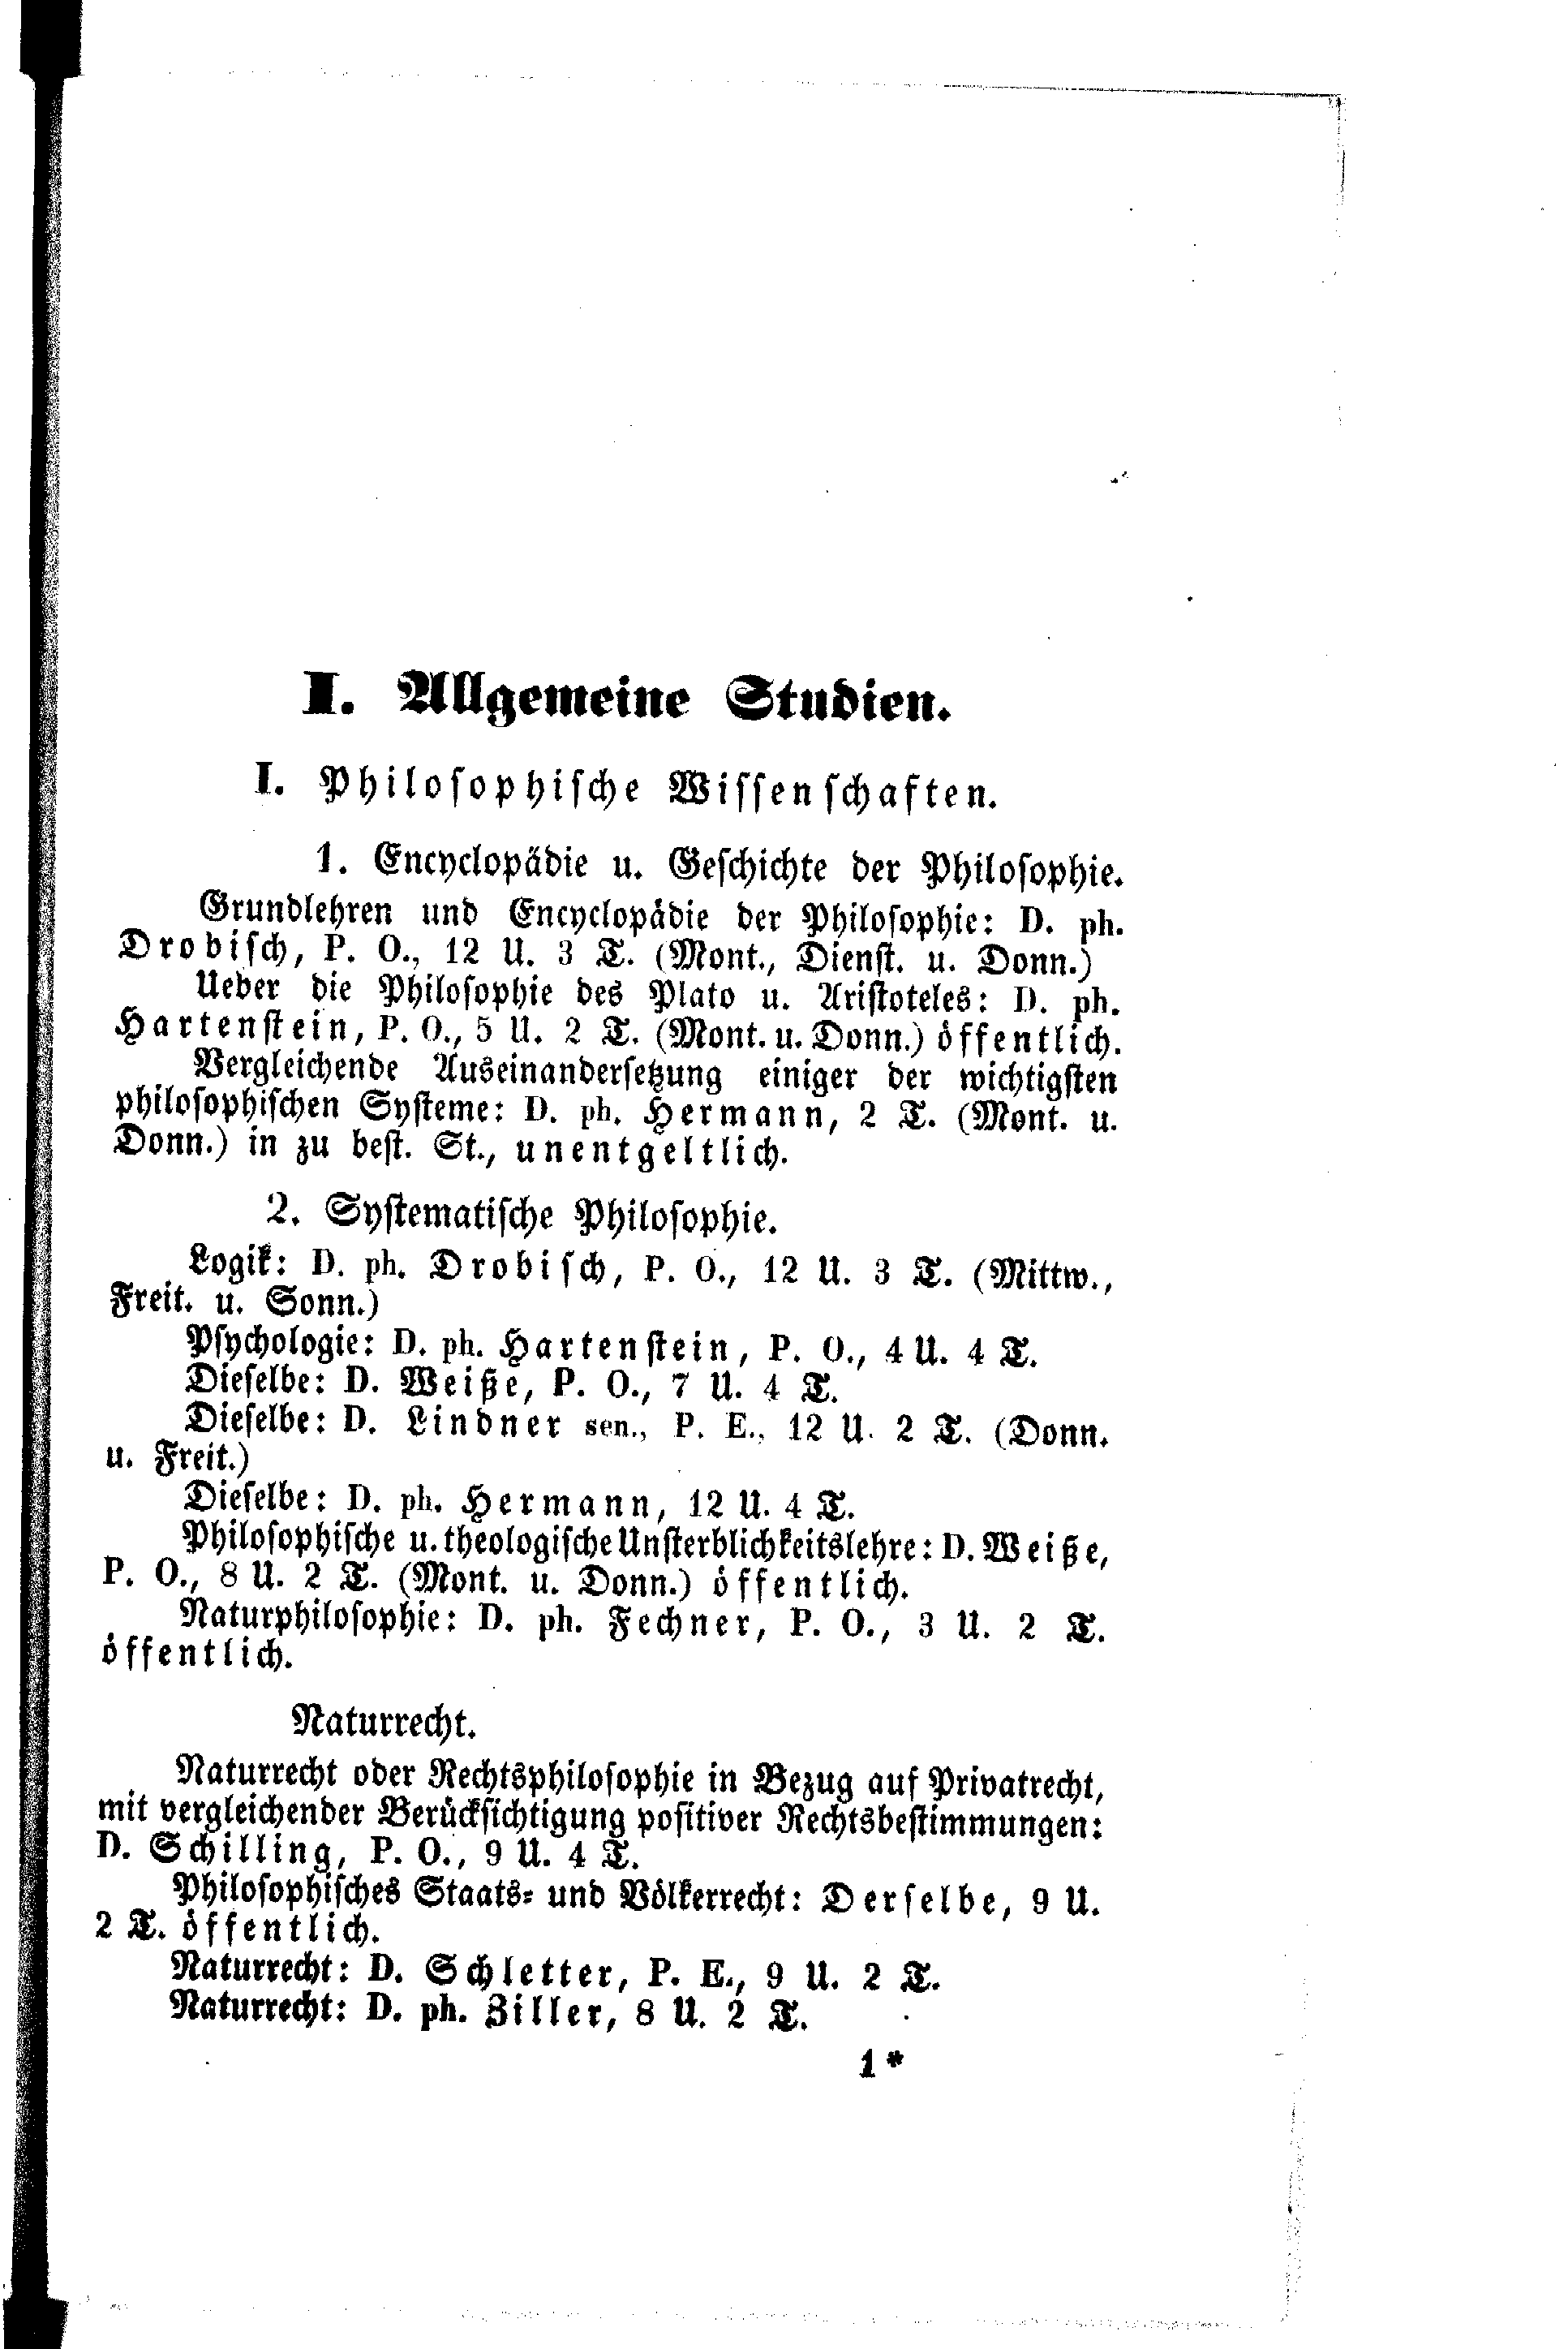 I. Allgemeine Studien.
I. Philosophische Wissenschaften.
1. Encyclopädie u. Geschichte der Philosophie.
Grundlehren und Encyclopädie der Philosophie: D. ph.
Drobisch, P. O., 12 U. 3 T. (Mont., Dienst. u. Donn.)
Ueber die Philosophie des Plato u. Aristoteles: D. ph.
Hartenstein, P. O., 5 U. 2 T. (Mont. u. Donn.) öffentlich.
Vergleichende Auseinandersetzung einiger der wichtigsten
philosophischen Systeme: D. ph. Hermann, 2 T. (Mont. u.
Donn.) in zu best. St., unentgeltlich.
2. Systematische Philosophie.
Logik: D. ph. Drobisch, P. O., 12 U. 3 T. (Mittw.,
Freit. u. Sonn.)
Psychologie: D. ph. Hartenstein, P. O., 4 U. 4 T.
Dieselbe: D. Weiße, P. O., 7 U. 4 T.
Dieselbe: D. Lindner sen., P. E., 12 U. 2 T. (Donn.
u. Freit.)
Dieselbe: D. ph. Hermann, 12 U. 4 T.
Philosophische u. theologische Unsterblichkeitslehre: D. Weiße,
P. O., 8 U. 2 T. (Mont. u. Donn.) öffentlich.
Naturphilosophie: D. ph. Fechner, P. O., 3 U. 2 T.
öffentlich.
Naturrecht.
Naturrecht oder Rechtsphilosophie in Bezug auf Privatrecht,
mit vergleichender Berücksichtigung positiver Rechtsbestimmungen:
D. Schilling, P. O., 9 U. 4 T.
Philosophisches Staats- und Völkerrecht: Derselbe, 9 U.
2 T. öffentlich.
Naturrecht: D. Schletter, P. E., 9 U. 2 T.
Naturrecht: D. ph. Ziller, 8 U. 2 T.
1*